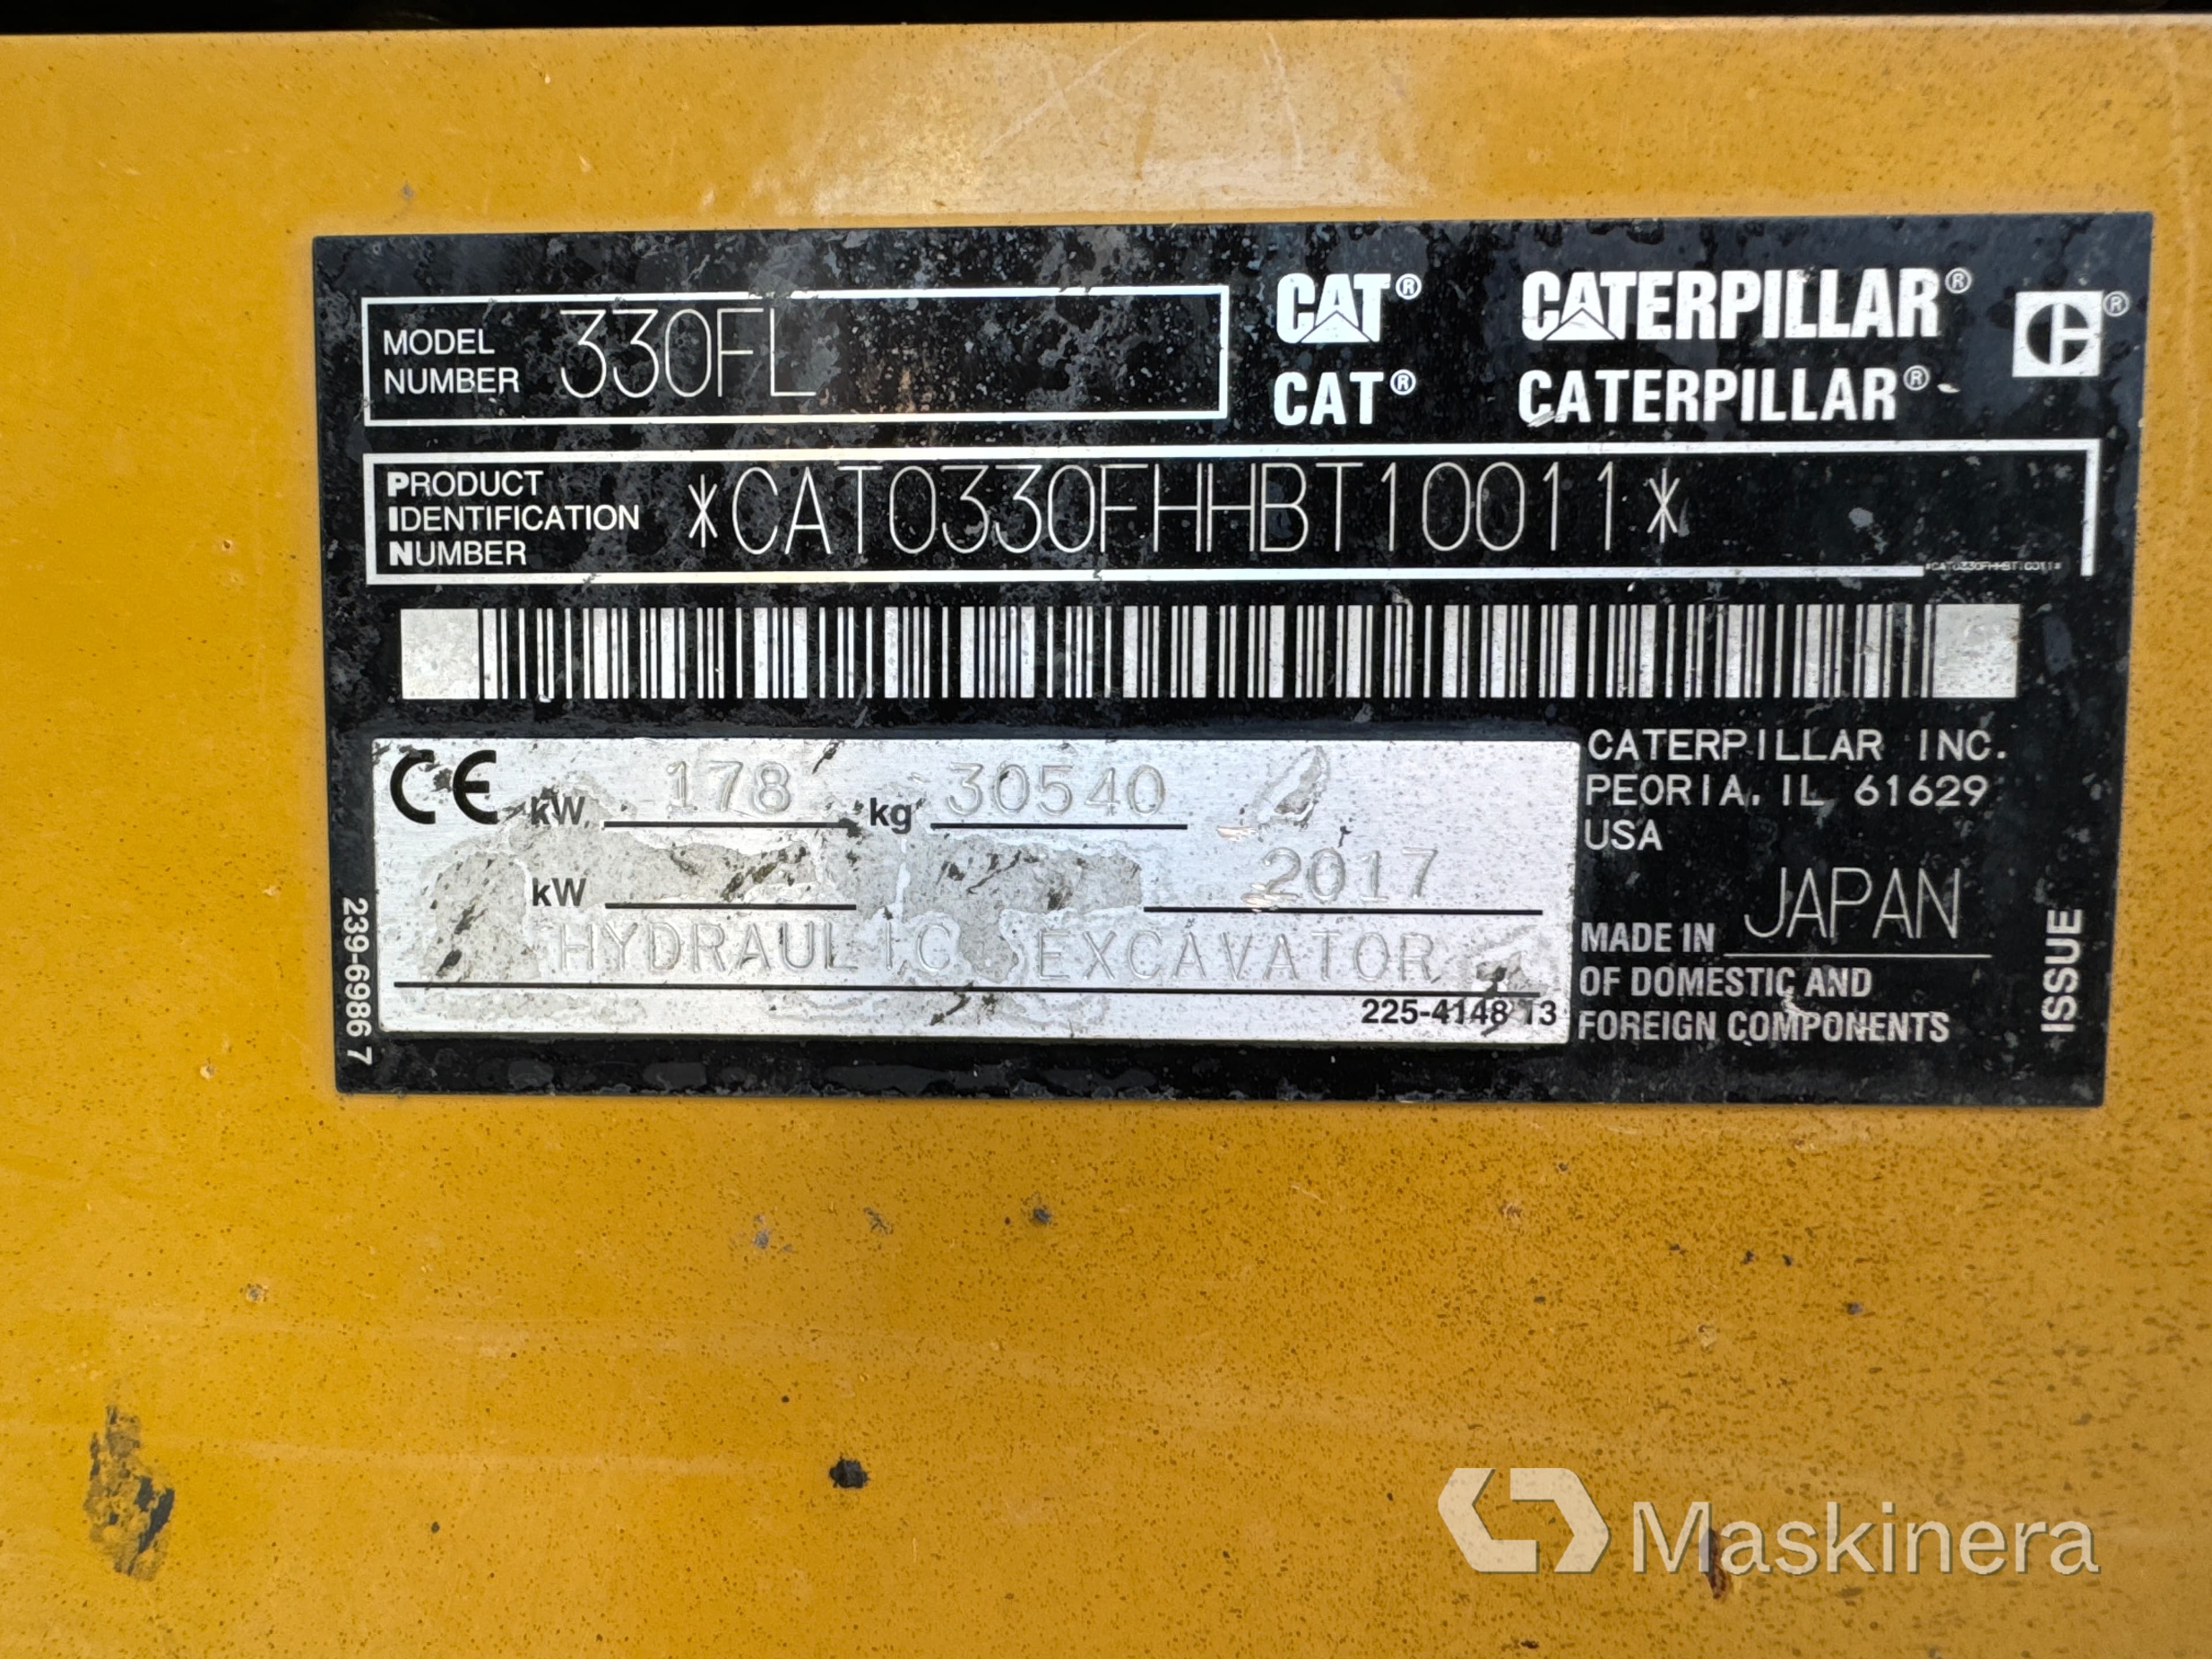 MODEL NUMBER 330FL
CAT® CATERPILLAR®
CAT® CATERPILLAR®
PRODUCT IDENTIFICATION NUMBER *CAT0330FHHBT10011*
*CAT0330FHHBT10011*
CE kW 178 kg 30540
kW 2017
HYDRAULIC EXCAVATOR
225-4148 13
CATERPILLAR INC.
PEORIA, IL 61629
USA
MADE IN JAPAN
OF DOMESTIC AND
FOREIGN COMPONENTS
239-6986 7
ISSUE
Maskinera